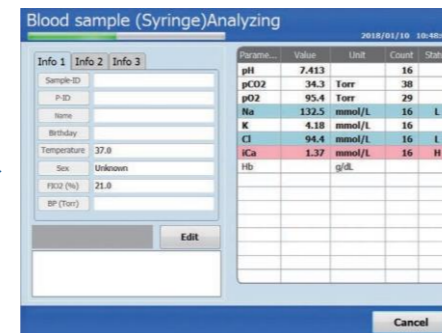 Blood sample (Syringe)Analyzing
2018/01/10 10:48:
Info 1 Info 2 Info 3
Sample-ID
P-ID
Name
Birthday
Temperature 37.0
Sex Unknown
FIO2 (%) 21.0
BP (Torr)
Edit
Parame... Value Unit Count Stat
pH 7.413 16
pCO2 34.3 Torr 38
pO2 95.4 Torr 29
Na 132.5 mmol/L 16 L
K 4.18 mmol/L 16
Cl 94.4 mmol/L 16 L
iCa 1.37 mmol/L 16 H
Hb g/dL
Cancel